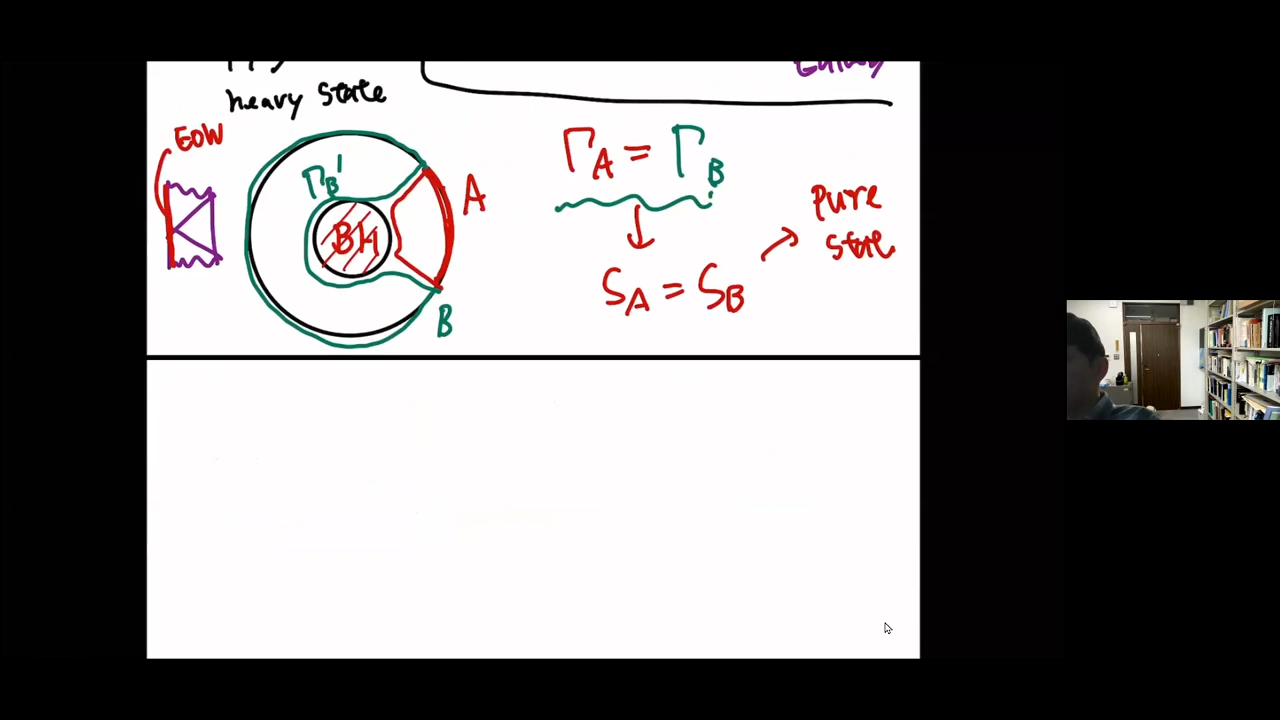 heavy state
EOW
Γ_B'
A
BH
B
Γ_A = Γ_B
S_A = S_B
Pure
state